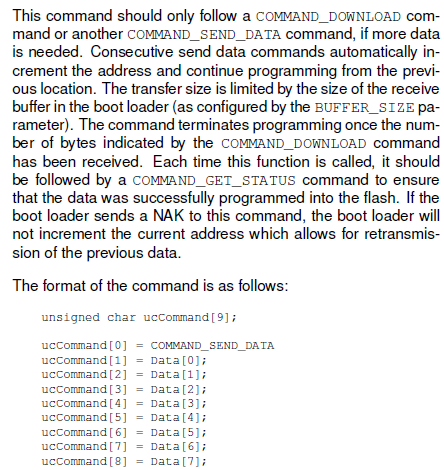 This command should only follow a COMMAND_DOWNLOAD com-
mand or another COMMAND_SEND_DATA command, if more data
is needed. Consecutive send data commands automatically in-
crement the address and continue programming from the previ-
ous location. The transfer size is limited by the size of the receive
buffer in the boot loader (as configured by the BUFFER_SIZE pa-
rameter). The command terminates programming once the num-
ber of bytes indicated by the COMMAND_DOWNLOAD command
has been received. Each time this function is called, it should
be followed by a COMMAND_GET_STATUS command to ensure
that the data was successfully programmed into the flash. If the
boot loader sends a NAK to this command, the boot loader will
not increment the current address which allows for retransmis-
sion of the previous data.
The format of the command is as follows:
unsigned char ucCommand[9];
ucCommand[0] = COMMAND_SEND_DATA
ucCommand[1] = Data[0];
ucCommand[2] = Data[1];
ucCommand[3] = Data[2];
ucCommand[4] = Data[3];
ucCommand[5] = Data[4];
ucCommand[6] = Data[5];
ucCommand[7] = Data[6];
ucCommand[8] = Data[7];